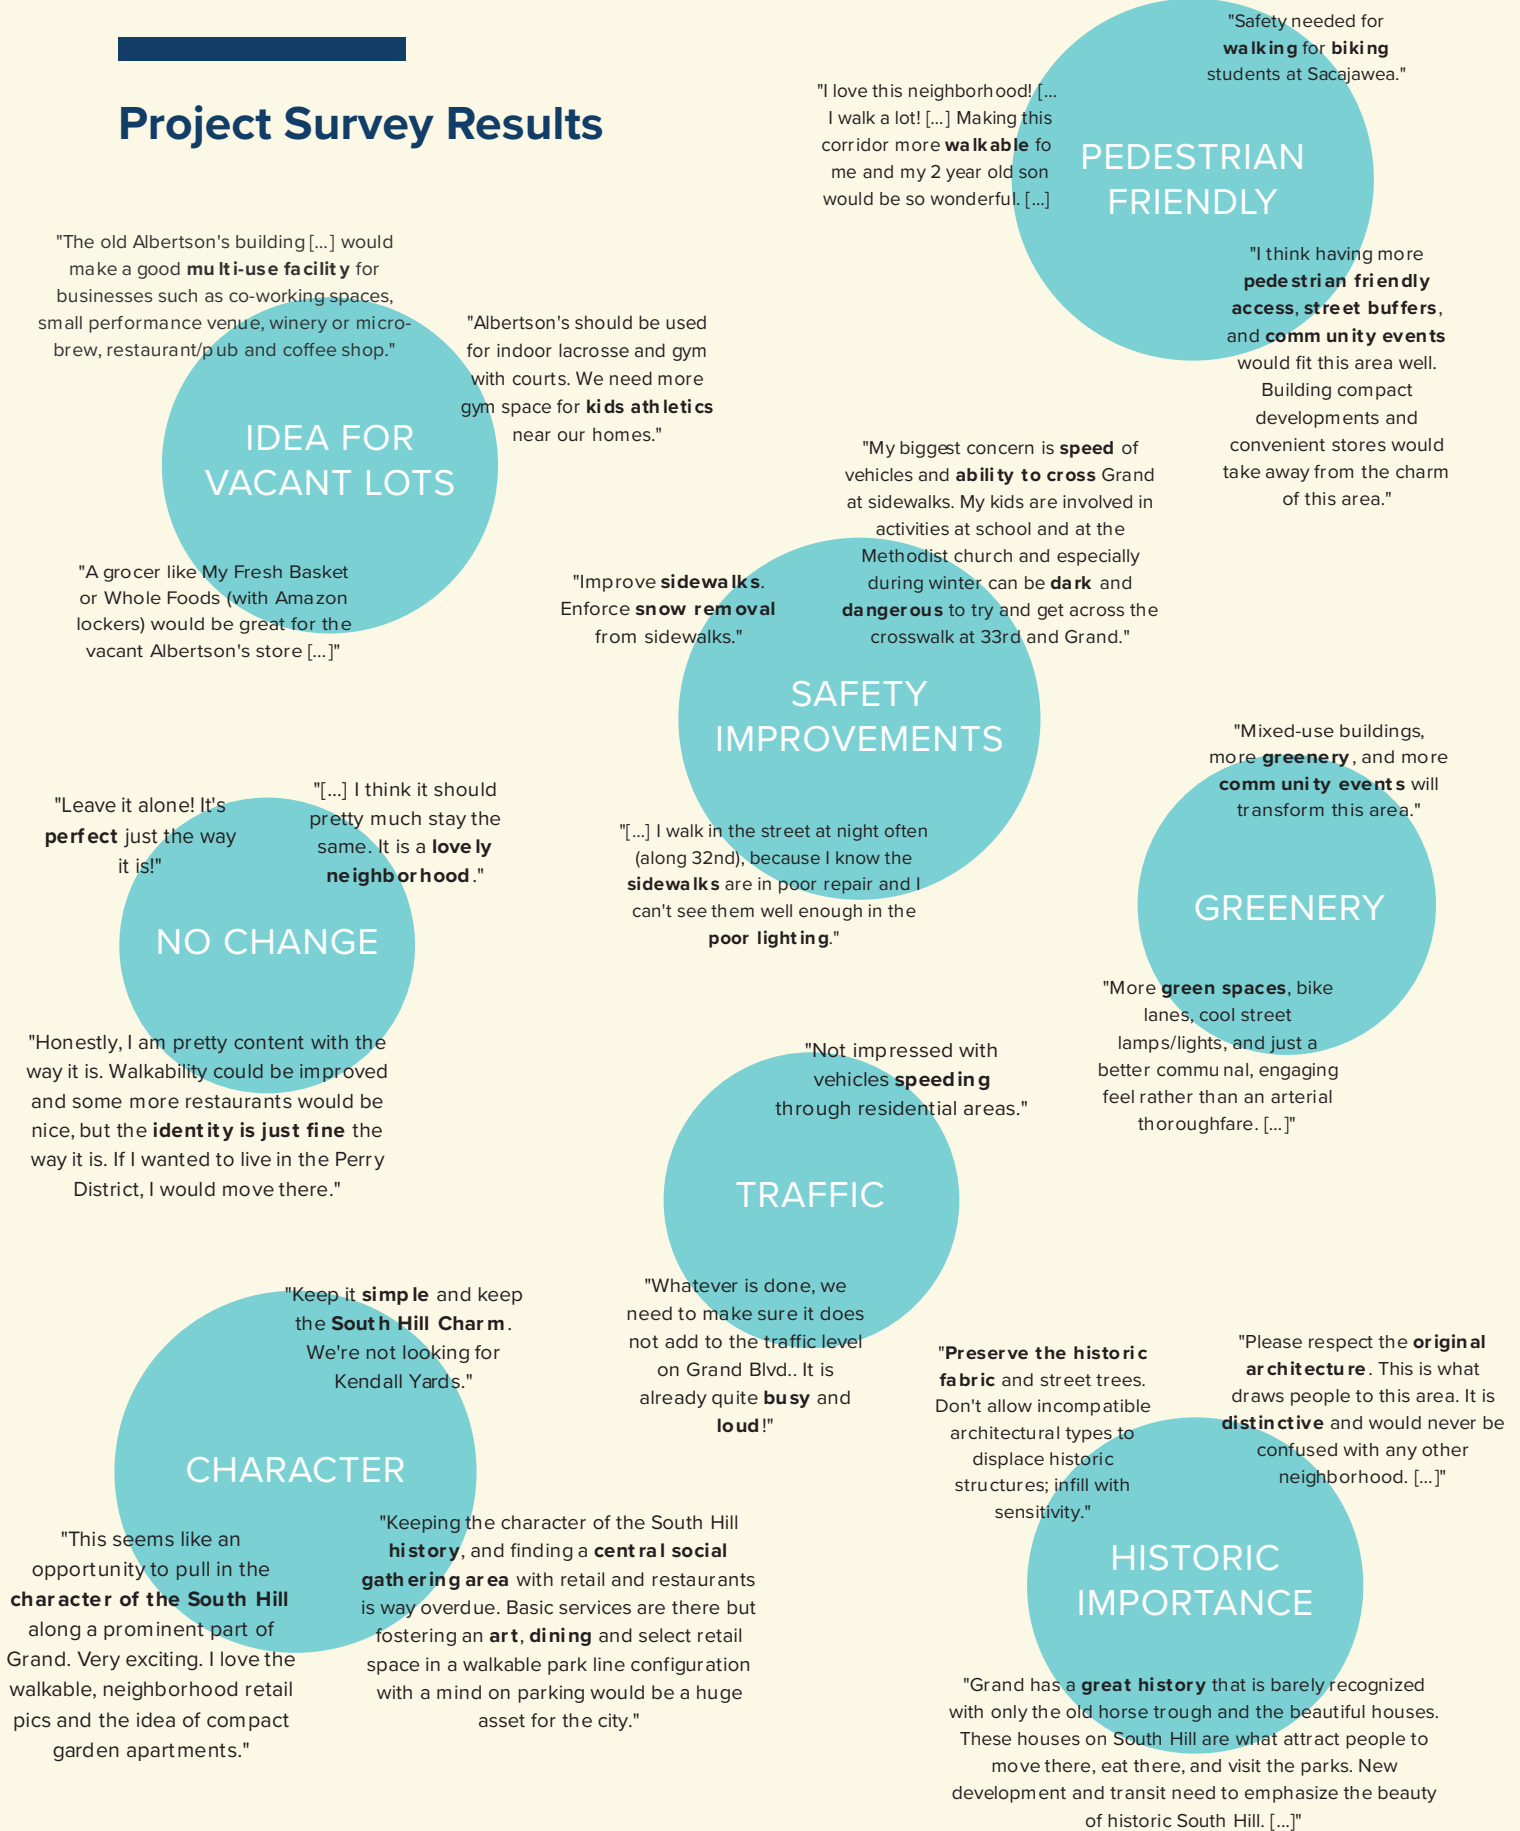 Project Survey Results
"Safety needed for
walking for biking
students at Sacajawea."
"I love this neighborhood! [...
I walk a lot! [...] Making this
corridor more walkable fo
me and my 2 year old son
would be so wonderful. [...]
PEDESTRIAN
FRIENDLY
"I think having more
pedestrian friendly
access, street buffers,
and community events
would fit this area well.
Building compact
developments and
convenient stores would
take away from the charm
of this area."
"The old Albertson's building [...] would
make a good multi-use facility for
businesses such as co-working spaces,
small performance venue, winery or micro-
brew, restaurant/pub and coffee shop."
"Albertson's should be used
for indoor lacrosse and gym
with courts. We need more
gym space for kids athletics
near our homes."
IDEA FOR
VACANT LOTS
"A grocer like My Fresh Basket
or Whole Foods (with Amazon
lockers) would be great for the
vacant Albertson's store [...]"
"My biggest concern is speed of
vehicles and ability to cross Grand
at sidewalks. My kids are involved in
activities at school and at the
Methodist church and especially
during winter can be dark and
dangerous to try and get across the
crosswalk at 33rd and Grand."
"Improve sidewalks.
Enforce snow removal
from sidewalks."
SAFETY
IMPROVEMENTS
"[...] I walk in the street at night often
(along 32nd), because I know the
sidewalks are in poor repair and I
can't see them well enough in the
poor lighting."
"Mixed-use buildings,
more greenery, and more
community events will
transform this area."
GREENERY
"More green spaces, bike
lanes, cool street
lamps/lights, and just a
better communal, engaging
feel rather than an arterial
thoroughfare. [...]"
"Leave it alone! It's
perfect just the way
it is!"
"[...] I think it should
pretty much stay the
same. It is a lovely
neighborhood."
NO CHANGE
"Honestly, I am pretty content with the
way it is. Walkability could be improved
and some more restaurants would be
nice, but the identity is just fine the
way it is. If I wanted to live in the Perry
District, I would move there."
"Not impressed with
vehicles speeding
through residential areas."
TRAFFIC
"Whatever is done, we
need to make sure it does
not add to the traffic level
on Grand Blvd.. It is
already quite busy and
loud!"
"Keep it simple and keep
the South Hill Charm.
We're not looking for
Kendall Yards."
CHARACTER
"This seems like an
opportunity to pull in the
character of the South Hill
along a prominent part of
Grand. Very exciting. I love the
walkable, neighborhood retail
pics and the idea of compact
garden apartments."
"Keeping the character of the South Hill
history, and finding a central social
gathering area with retail and restaurants
is way overdue. Basic services are there but
fostering an art, dining and select retail
space in a walkable park line configuration
with a mind on parking would be a huge
asset for the city."
"Preserve the historic
fabric and street trees.
Don't allow incompatible
architectural types to
displace historic
structures; infill with
sensitivity."
"Please respect the original
architecture. This is what
draws people to this area. It is
distinctive and would never be
confused with any other
neighborhood. [...]"
HISTORIC
IMPORTANCE
"Grand has a great history that is barely recognized
with only the old horse trough and the beautiful houses.
These houses on South Hill are what attract people to
move there, eat there, and visit the parks. New
development and transit need to emphasize the beauty
of historic South Hill. [...]"